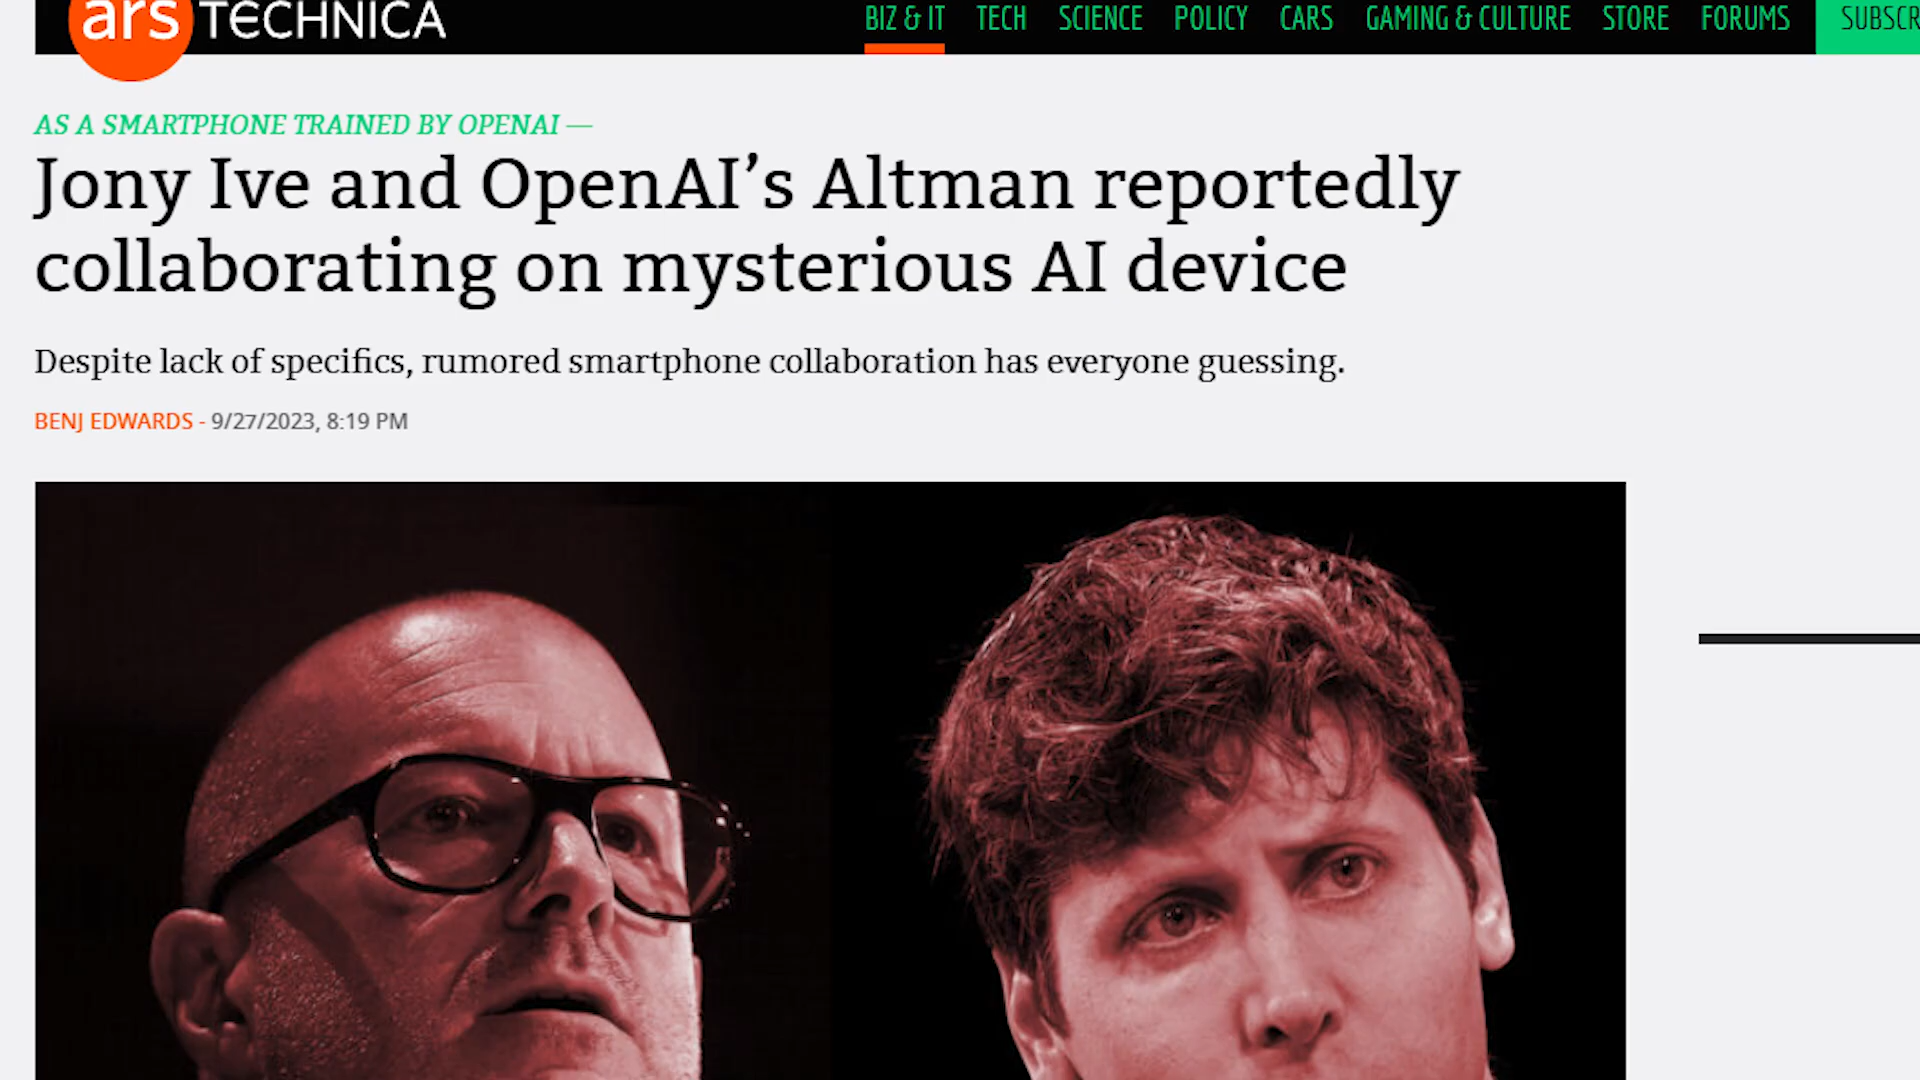 ars TECHNICA
BIZ & IT TECH SCIENCE POLICY CARS GAMING & CULTURE STORE FORUMS SUBSCR
AS A SMARTPHONE TRAINED BY OPENAI —
Jony Ive and OpenAI’s Altman reportedly
collaborating on mysterious AI device
Despite lack of specifics, rumored smartphone collaboration has everyone guessing.
BENJ EDWARDS - 9/27/2023, 8:19 PM